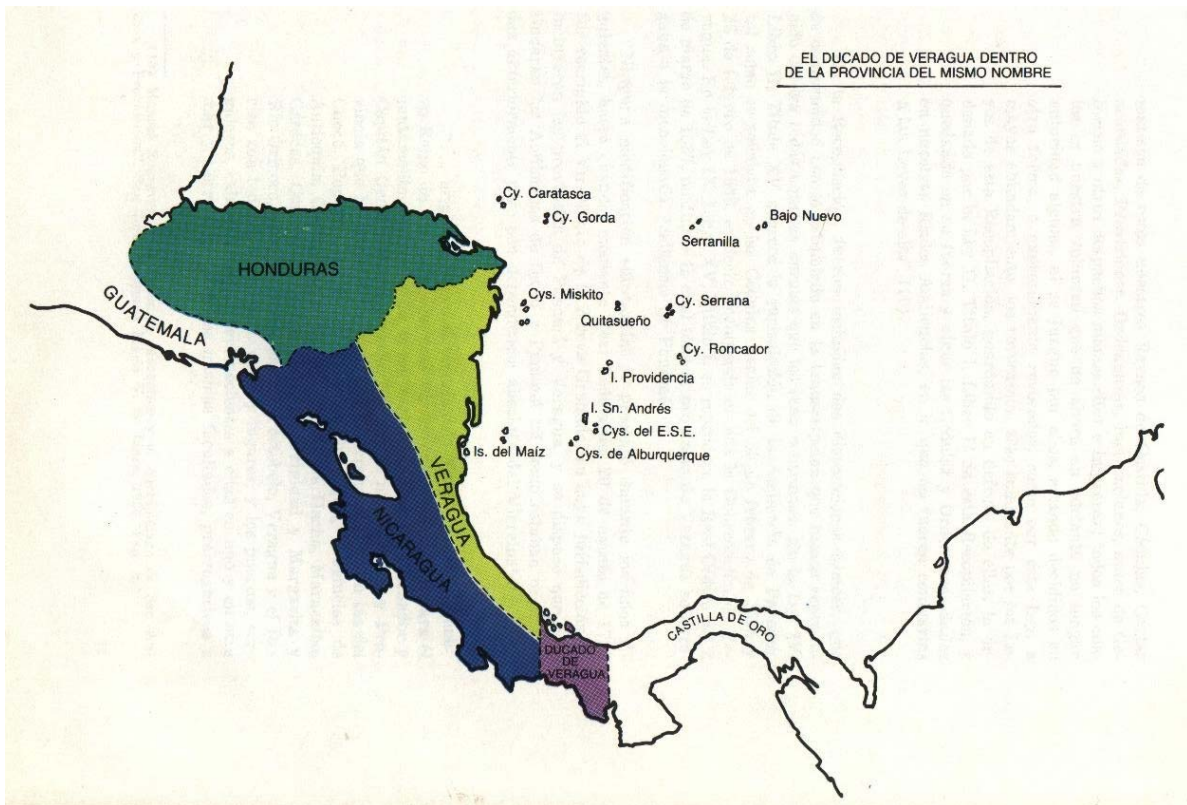 EL DUCADO DE VERAGUA DENTRO
DE LA PROVINCIA DEL MISMO NOMBRE
Cy. Caratasca
Cy. Gorda
Bajo Nuevo
Serranilla
HONDURAS
Cys. Miskito
Quitasueño
Cy. Serrana
GUATEMALA
Cy. Roncador
I. Providencia
I. Sn. Andrés
Cys. del E.S.E.
Is. del Maíz
Cys. de Alburquerque
VERAGUA
NICARAGUA
CASTILLA DE ORO
DUCADO
DE
VERAGUA